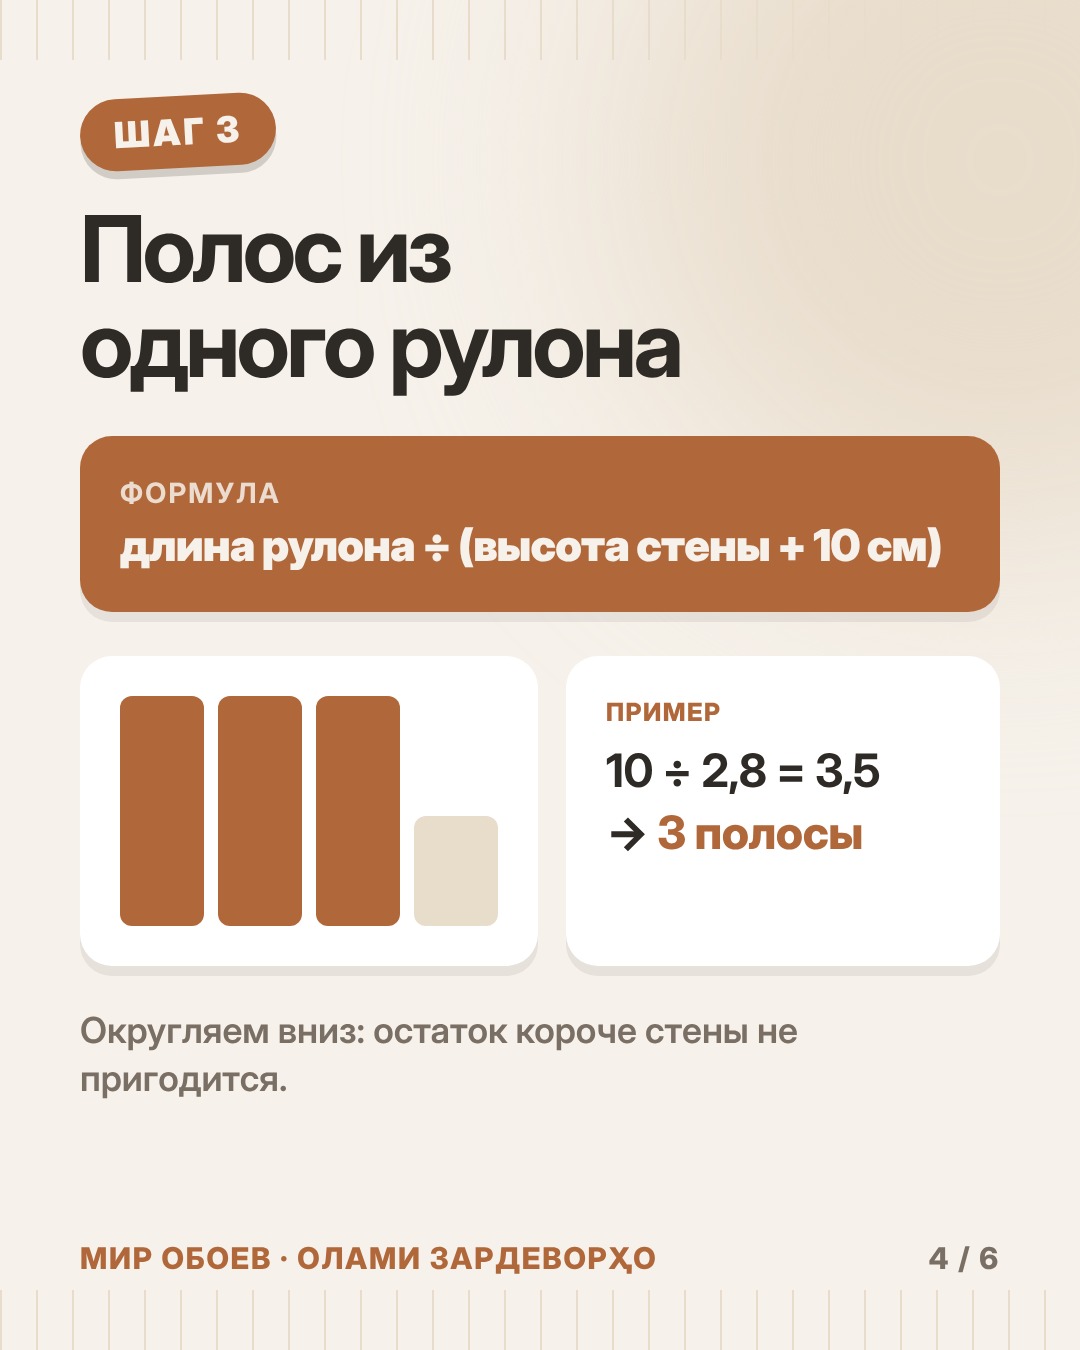 ШАГ 3
Полос из
одного рулона
ФОРМУЛА
длина рулона ÷ (высота стены + 10 см)
ПРИМЕР
10 ÷ 2,8 = 3,5
→ 3 полосы
Округляем вниз: остаток короче стены не
пригодится.
МИР ОБОЕВ · ОЛАМИ ЗАРДЕВОРҲО
4 / 6